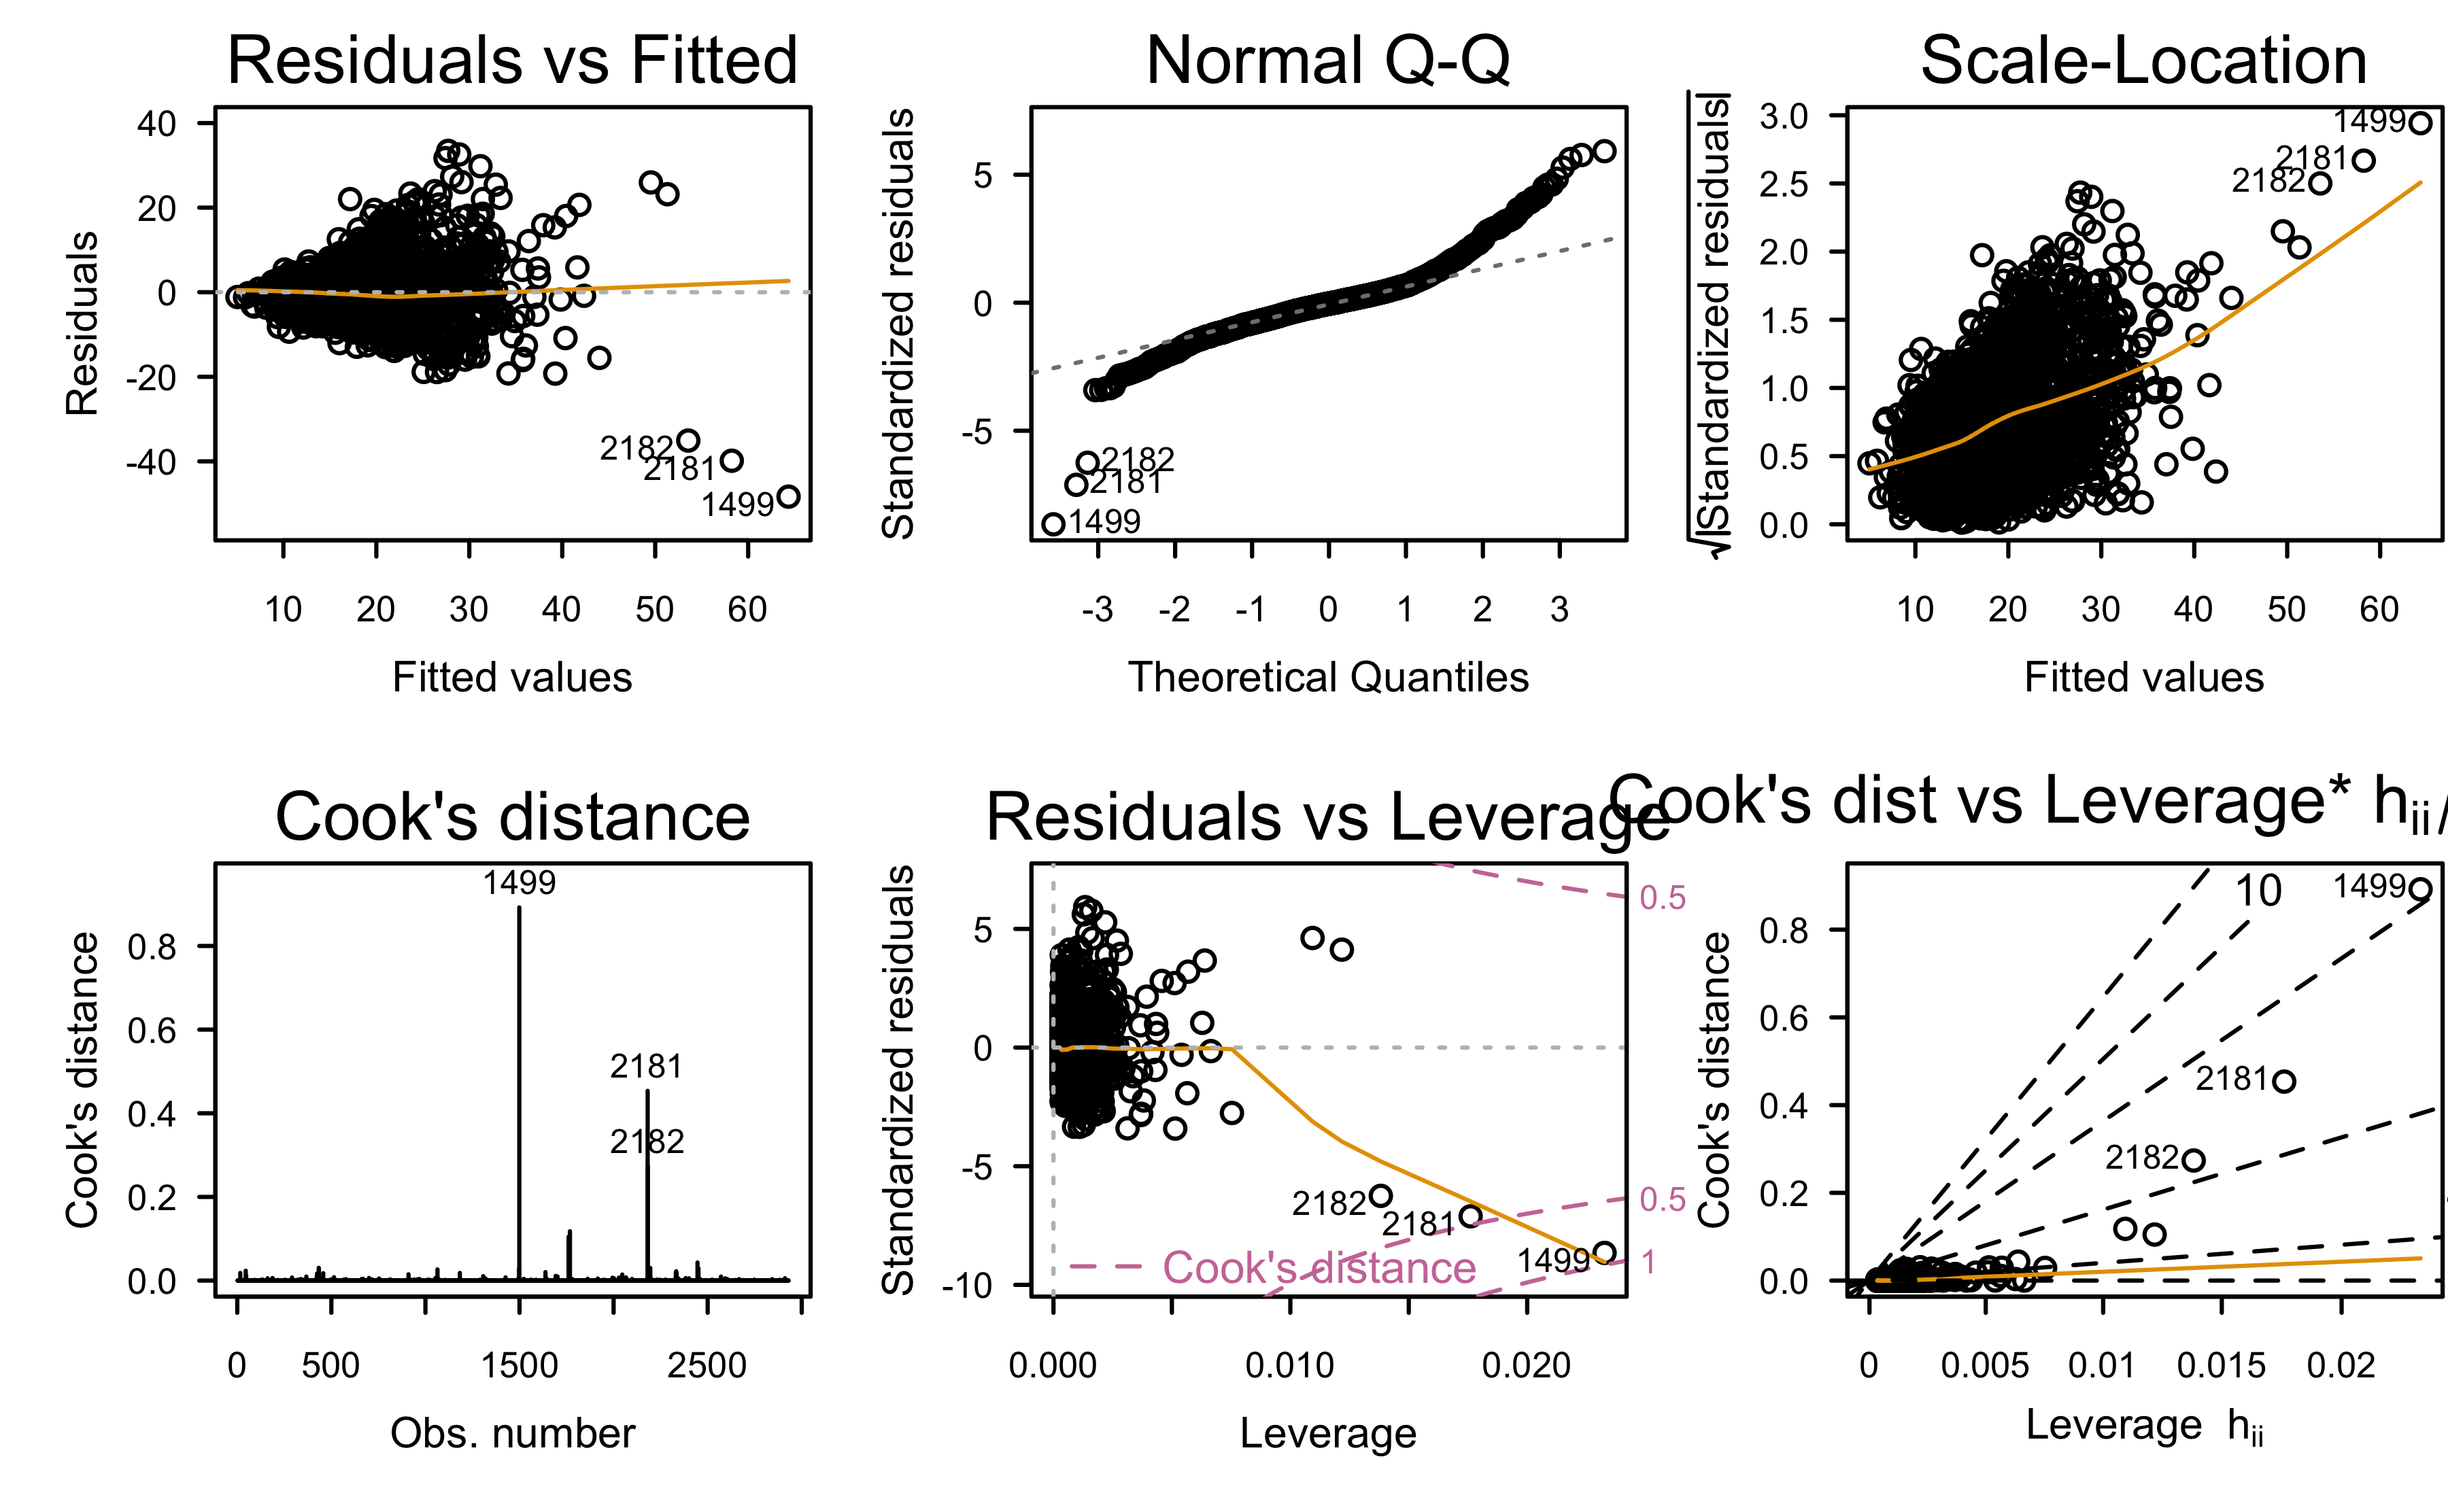 Residuals vs Fitted
40
20
0
-20
-40
Residuals
2182
2181
1499
10 20 30 40 50 60
Fitted values
Normal Q-Q
5
0
-5
Standardized residuals
2182
2181
1499
-3 -2 -1 0 1 2 3
Theoretical Quantiles
Scale-Location
3.0
2.5
2.0
1.5
1.0
0.5
0.0
√|Standardized residuals|
1499
2181
2182
10 20 30 40 50 60
Fitted values
Cook's distance
0.8
0.6
0.4
0.2
0.0
Cook's distance
1499
2181
2182
0 500 1500 2500
Obs. number
Residuals vs Leverage
5
0
-5
-10
Standardized residuals
0.5
2182
2181
0.5
1499
1
Cook's distance
0.000 0.010 0.020
Leverage
Cook's dist vs Leverage* hii/
0.8
0.6
0.4
0.2
0.0
Cook's distance
10
1499
2181
2182
0 0.005 0.01 0.015 0.02
Leverage hii